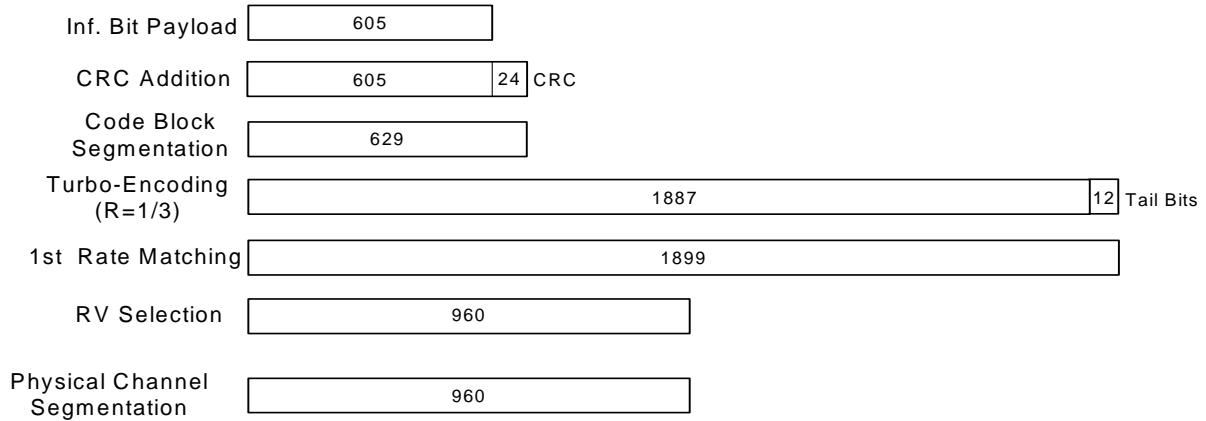 Inf. Bit Payload 605
CRC Addition 605 24 CRC
Code Block
Segmentation 629
Turbo-Encoding
(R=1/3) 1887 12 Tail Bits
1st Rate Matching 1899
RV Selection 960
Physical Channel
Segmentation 960